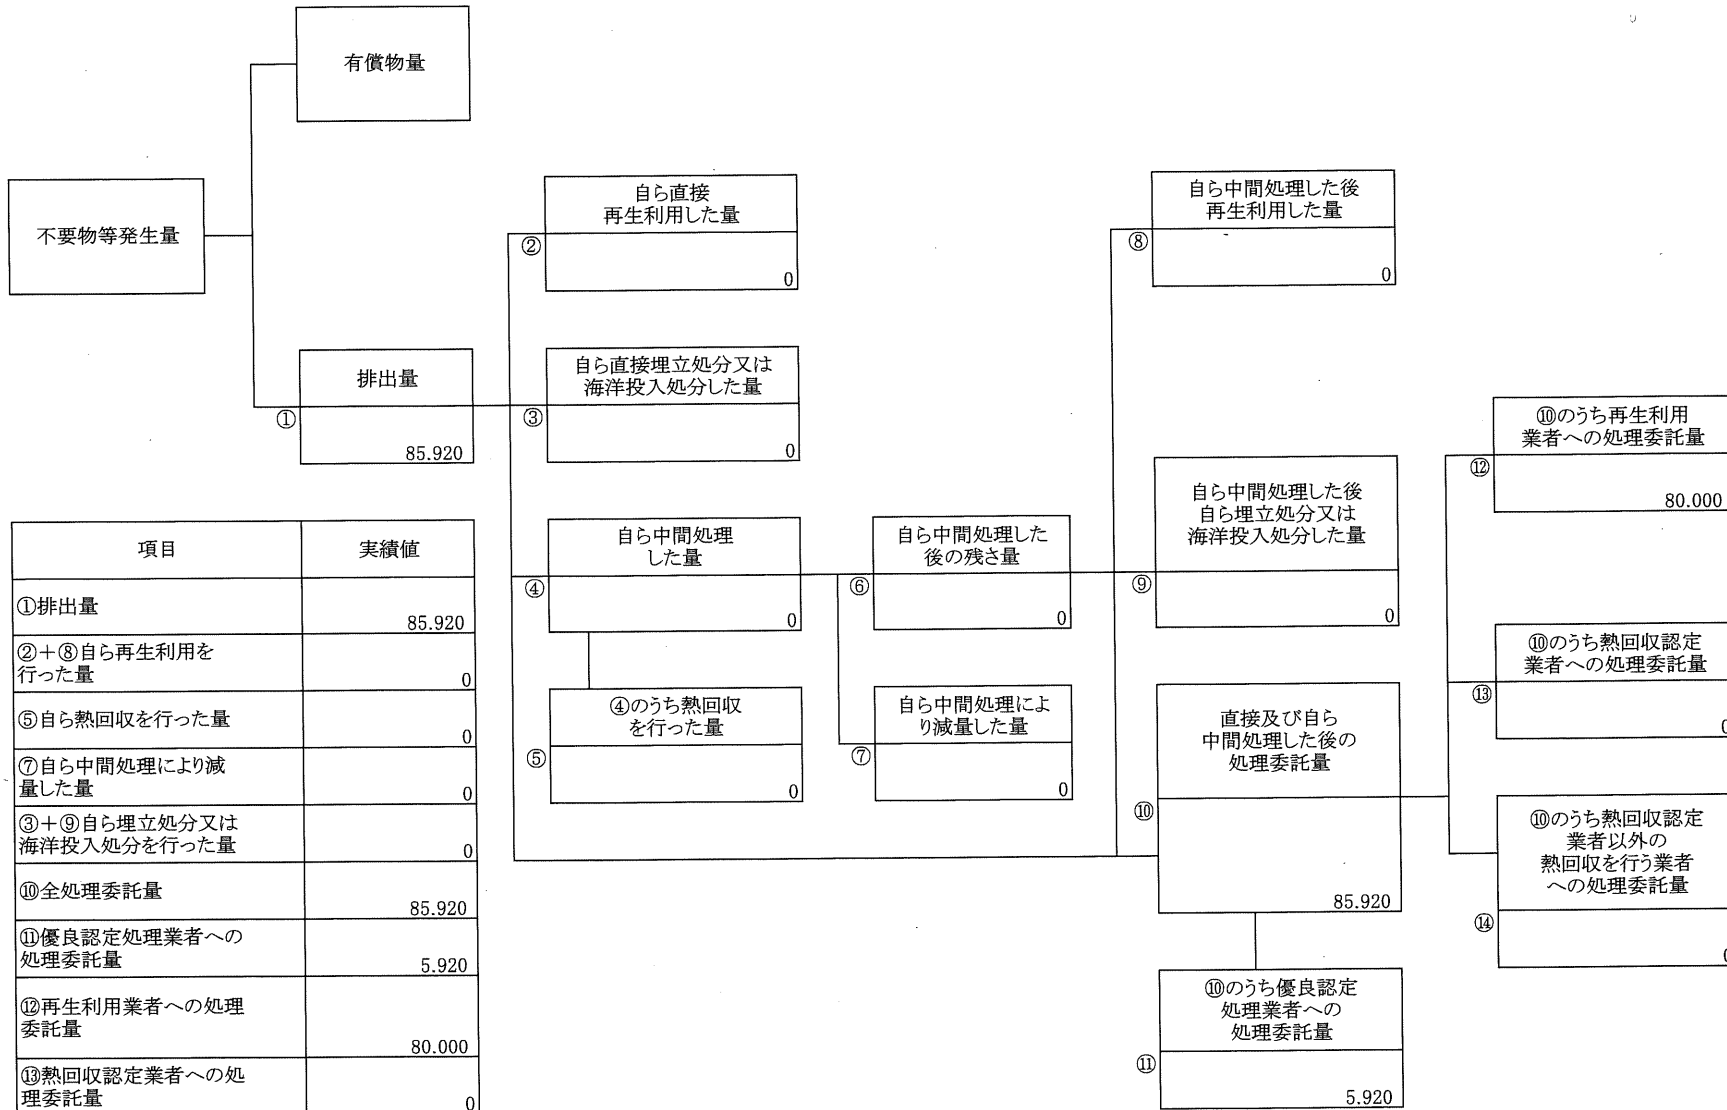 有償物量
不要物等発生量
自ら直接
再生利用した量
②
0
自ら中間処理した後
再生利用した量
⑧
0
排出量
①
85.920
自ら直接埋立処分又は
海洋投入処分した量
③
0
⑩のうち再生利用
業者への処理委託量
⑫
80.000
自ら中間処理
した量
④
0
自ら中間処理した
後の残さ量
⑥
0
自ら中間処理した後
自ら埋立処分又は
海洋投入処分した量
⑨
0
⑩のうち熱回収認定
業者への処理委託量
⑬
0
④のうち熱回収
を行った量
⑤
0
自ら中間処理によ
り減量した量
⑦
0
直接及び自ら
中間処理した後の
処理委託量
⑩
85.920
⑩のうち熱回収認定
業者以外の
熱回収を行う業者
への処理委託量
⑭
0
⑩のうち優良認定
処理業者への
処理委託量
⑪
5.920
項目 実績値
①排出量
85.920
②+⑧自ら再生利用を
行った量
0
⑤自ら熱回収を行った量
0
⑦自ら中間処理により減
量した量
0
③+⑨自ら埋立処分又は
海洋投入処分を行った量
0
⑩全処理委託量
85.920
⑪優良認定処理業者への
処理委託量
5.920
⑫再生利用業者への処理
委託量
80.000
⑬熱回収認定業者への処
理委託量
0